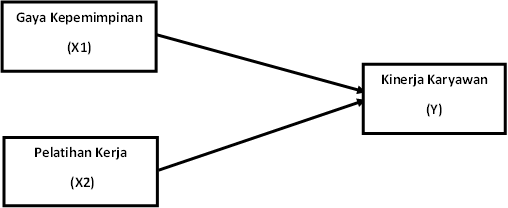 Gaya Kepemimpinan
(X1)
Kinerja Karyawan
(Y)
Pelatihan Kerja
(X2)